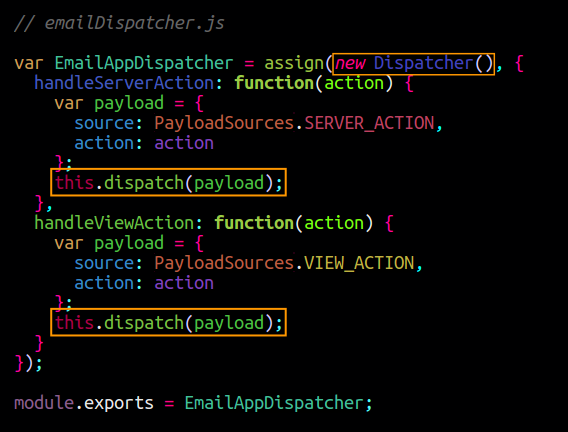 // emailDispatcher.js
var EmailAppDispatcher = assign(new Dispatcher(), {
handleServerAction: function(action) {
var payload = {
source: PayloadSources.SERVER_ACTION,
action: action
};
this.dispatch(payload);
},
handleViewAction: function(action) {
var payload = {
source: PayloadSources.VIEW_ACTION,
action: action
};
this.dispatch(payload);
}
});
module.exports = EmailAppDispatcher;